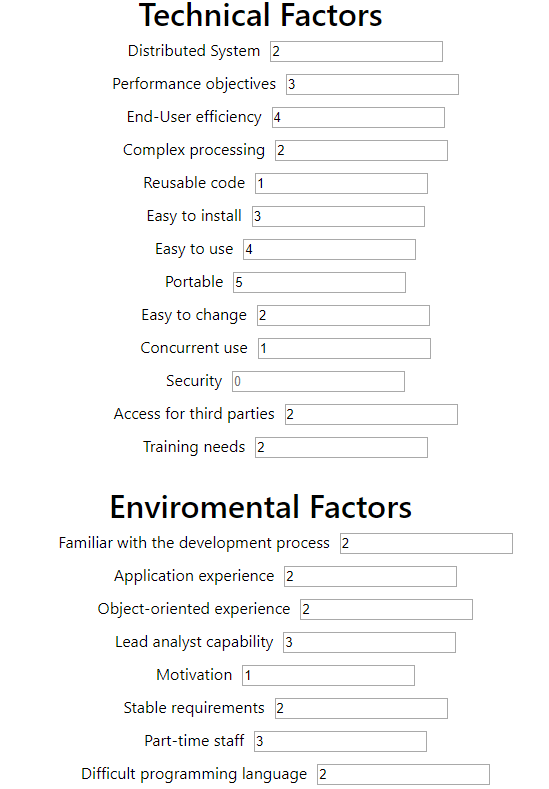 Technical Factors
Distributed System 2
Performance objectives 3
End-User efficiency 4
Complex processing 2
Reusable code 1
Easy to install 3
Easy to use 4
Portable 5
Easy to change 2
Concurrent use 1
Security 0
Access for third parties 2
Training needs 2
Enviromental Factors
Familiar with the development process 2
Application experience 2
Object-oriented experience 2
Lead analyst capability 3
Motivation 1
Stable requirements 2
Part-time staff 3
Difficult programming language 2